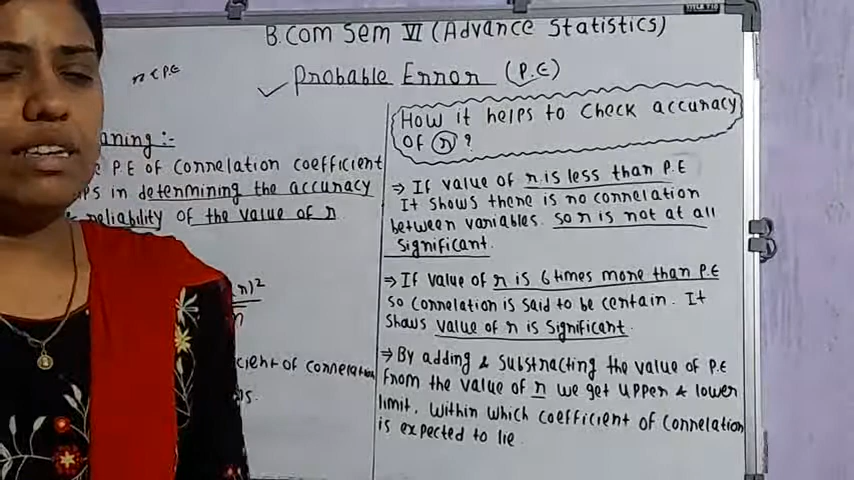 B.Com Sem VI (Advance Statistics)
r < P.E
Probable Error (P.E)
aning :-
P.E of Correlation coefficient
ps in determining the accuracy
reliability of the value of r
r)²
n
cient of correlation
How it helps to check accuracy
of r ?
⇒ If value of r is less than P.E
It shows there is no correlation
between variables. So r is not at all
significant.
⇒ If value of r is 6 times more than P.E
so correlation is said to be certain. It
shows value of r is significant.
⇒ By adding & substracting the value of P.E
from the value of r we get upper & lower
limit. Within which coefficient of correlation
is expected to lie